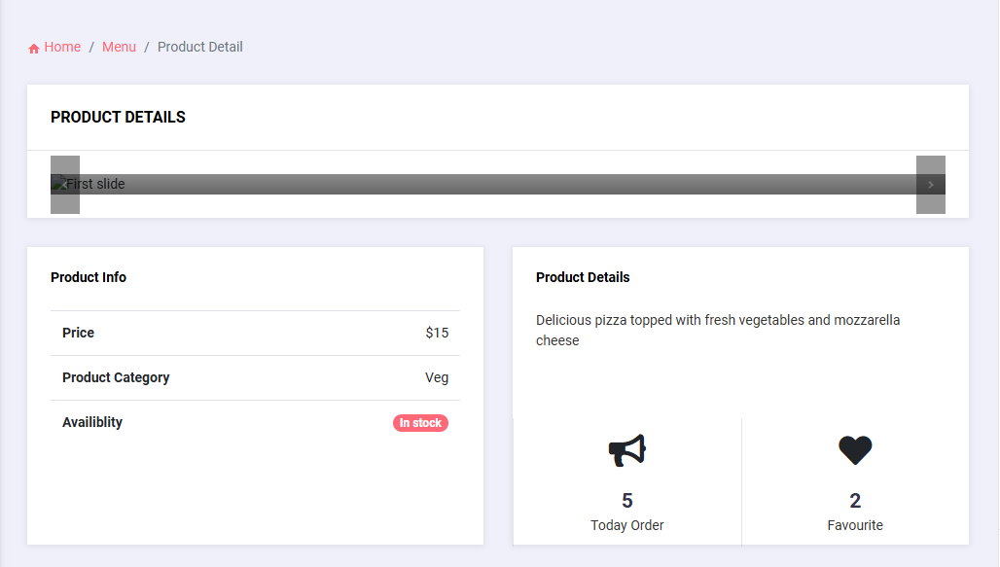 Home / Menu / Product Detail
PRODUCT DETAILS
First slide
Product Info
Price $15
Product Category Veg
Availiblity In stock
Product Details
Delicious pizza topped with fresh vegetables and mozzarella
cheese
5
Today Order
2
Favourite